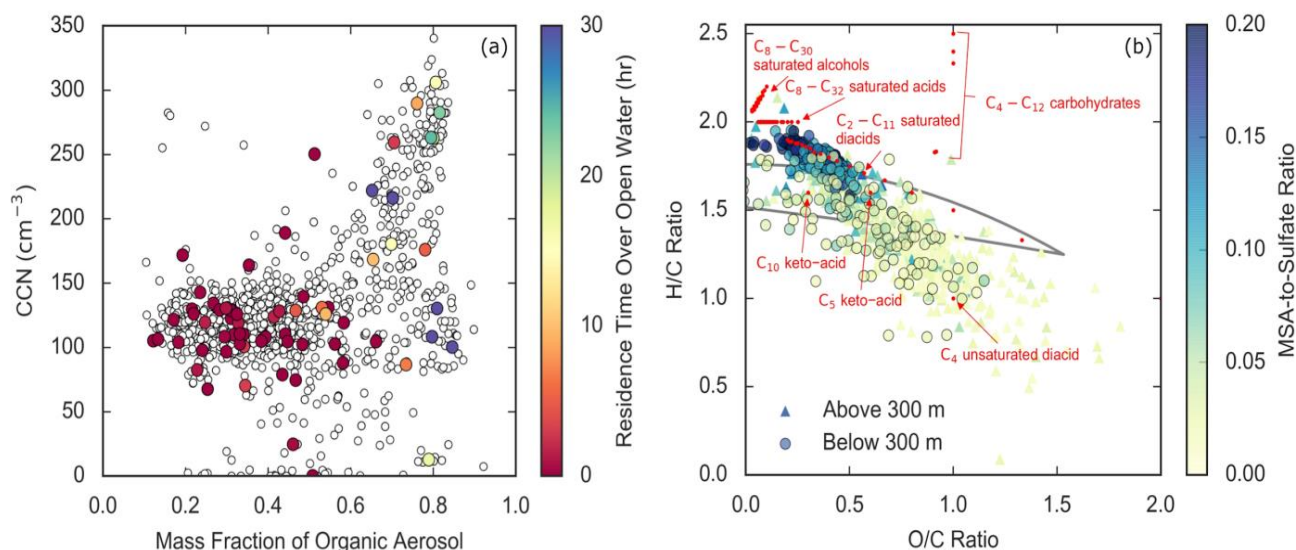 350
300
250
200
150
100
50
0
CCN (cm⁻³)
0.0 0.2 0.4 0.6 0.8 1.0
Mass Fraction of Organic Aerosol
(a)
30
20
10
0
Residence Time Over Open Water (hr)
2.5
2.0
1.5
1.0
0.5
0.0
H/C Ratio
0.0 0.5 1.0 1.5 2.0
O/C Ratio
(b)
C₈ − C₃₀
saturated alcohols
C₈ − C₃₂ saturated acids
C₂ − C₁₁ saturated
diacids
C₄ − C₁₂ carbohydrates
C₁₀ keto−acid
C₅ keto−acid
C₄ unsaturated diacid
Above 300 m
Below 300 m
0.20
0.15
0.10
0.05
0.00
MSA-to-Sulfate Ratio